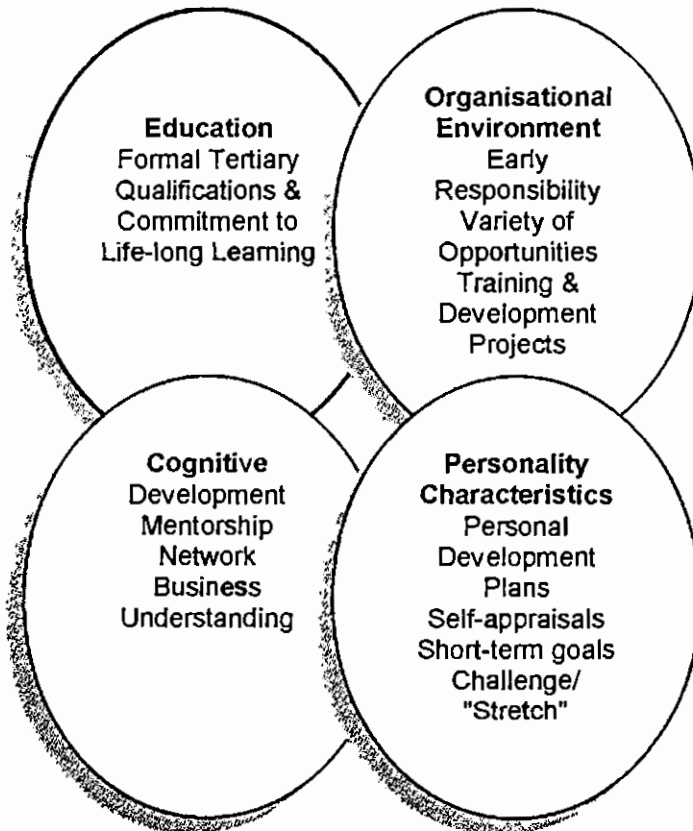 Education
Formal Tertiary
Qualifications &
Commitment to
Life-long Learning
Organisational
Environment
Early
Responsibility
Variety of
Opportunities
Training &
Development
Projects
Cognitive
Development
Mentorship
Network
Business
Understanding
Personality
Characteristics
Personal
Development
Plans
Self-appraisals
Short-term goals
Challenge/
"Stretch"